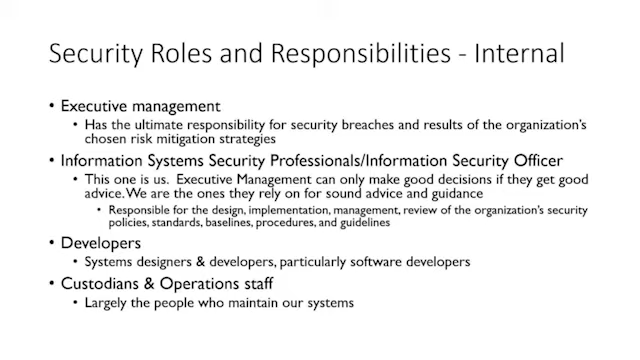 Security Roles and Responsibilities - Internal
• Executive management
• Has the ultimate responsibility for security breaches and results of the organization's
chosen risk mitigation strategies
• Information Systems Security Professionals/Information Security Officer
• This one is us. Executive Management can only make good decisions if they get good
advice. We are the ones they rely on for sound advice and guidance
• Responsible for the design, implementation, management, review of the organization's security
policies, standards, baselines, procedures, and guidelines
• Developers
• Systems designers & developers, particularly software developers
• Custodians & Operations staff
• Largely the people who maintain our systems